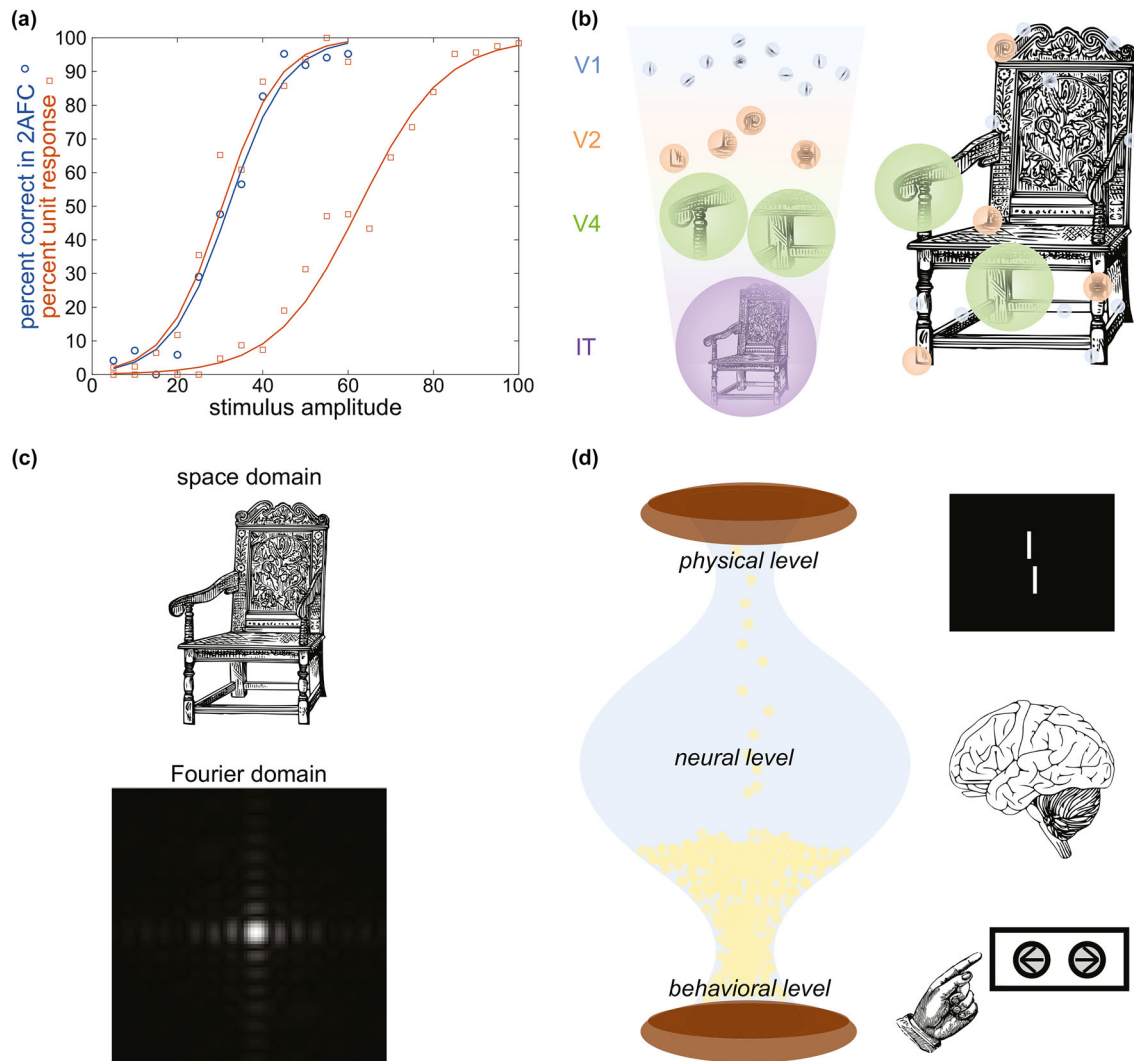 (a)
percent correct in 2AFC
percent unit response
100
90
80
70
60
50
40
30
20
10
0
0 20 40 60 80 100
stimulus amplitude
(b)
V1
V2
V4
IT
(c)
space domain
Fourier domain
(d)
physical level
neural level
behavioral level